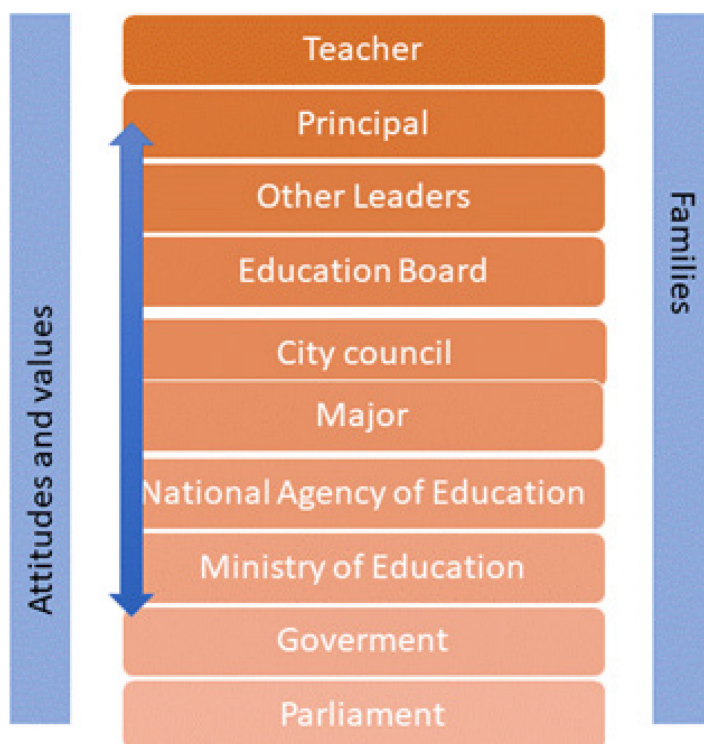 Teacher
Principal
Other Leaders
Education Board
City council
Major
National Agency of Education
Ministry of Education
Goverment
Parliament
Attitudes and values
Families